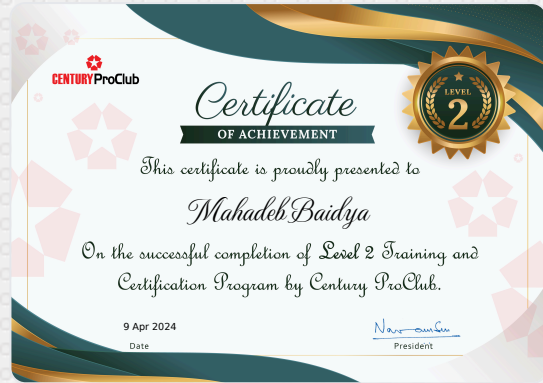 CENTURY ProClub
Certificate
OF ACHIEVEMENT
LEVEL
2
This certificate is proudly presented to
Mahadeb Baidya
On the successful completion of Level 2 Training and
Certification Program by Century ProClub.
9 Apr 2024
Date
President